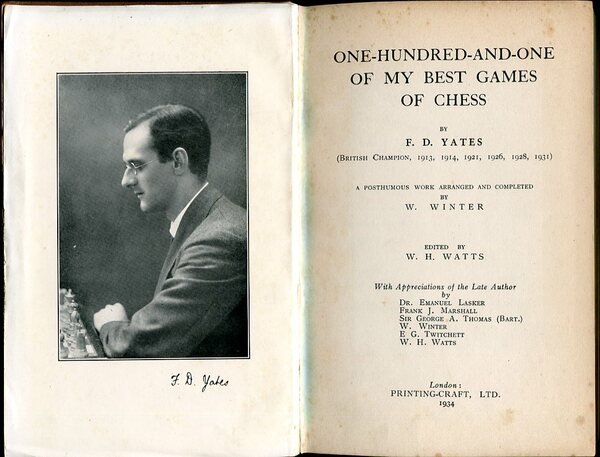 F. D. Yates
ONE-HUNDRED-AND-ONE
OF MY BEST GAMES
OF CHESS
BY
F. D. YATES
(BRITISH CHAMPION, 1913, 1914, 1921, 1926, 1928, 1931)
A POSTHUMOUS WORK ARRANGED AND COMPLETED
BY
W. WINTER
EDITED BY
W. H. WATTS
With Appreciations of the Late Author
by
DR. EMANUEL LASKER
FRANK J. MARSHALL
SIR GEORGE A. THOMAS (BART.)
W. WINTER
E G. TWITCHETT
W. H. WATTS
London:
PRINTING-CRAFT, LTD.
1934